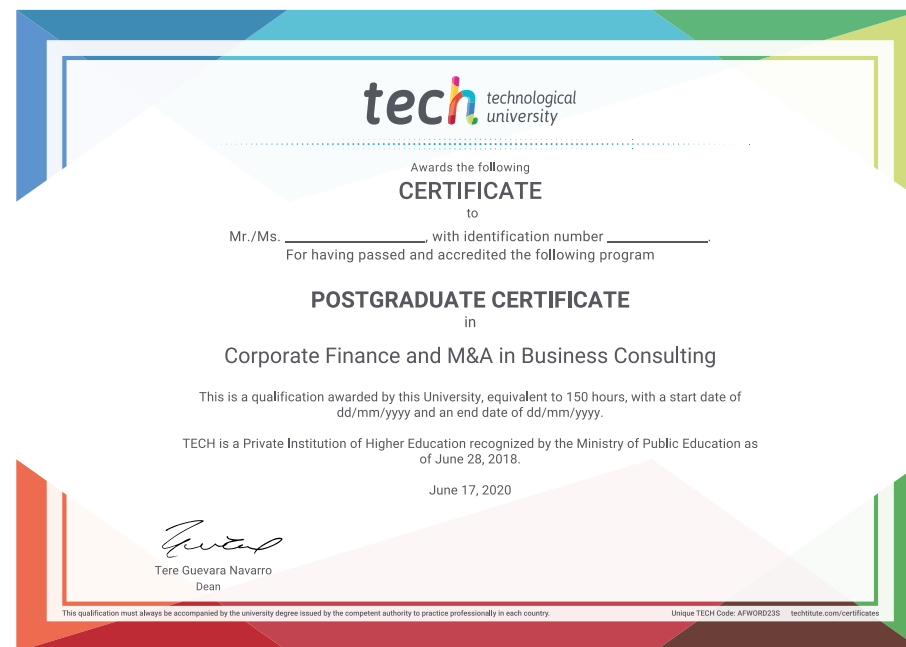 tech technological
university
Awards the following
CERTIFICATE
to
Mr./Ms. ____________________, with identification number __________________.
For having passed and accredited the following program
POSTGRADUATE CERTIFICATE
in
Corporate Finance and M&A in Business Consulting
This is a qualification awarded by this University, equivalent to 150 hours, with a start date of
dd/mm/yyyy and an end date of dd/mm/yyyy.
TECH is a Private Institution of Higher Education recognized by the Ministry of Public Education as
of June 28, 2018.
June 17, 2020
Tere Guevara Navarro
Dean
This qualification must always be accompanied by the university degree issued by the competent authority to practice professionally in each country. Unique TECH Code: AFWORD23S techtitute.com/certificates